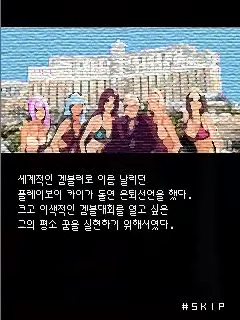 세계적인 겜블러로 이름 날리던
플레이보이 카이가 돌연 은퇴선언을 했다.
크고 이색적인 겜블대회를 열고 싶은
그의 평소 꿈을 실현하기 위해서였다.
#SKIP